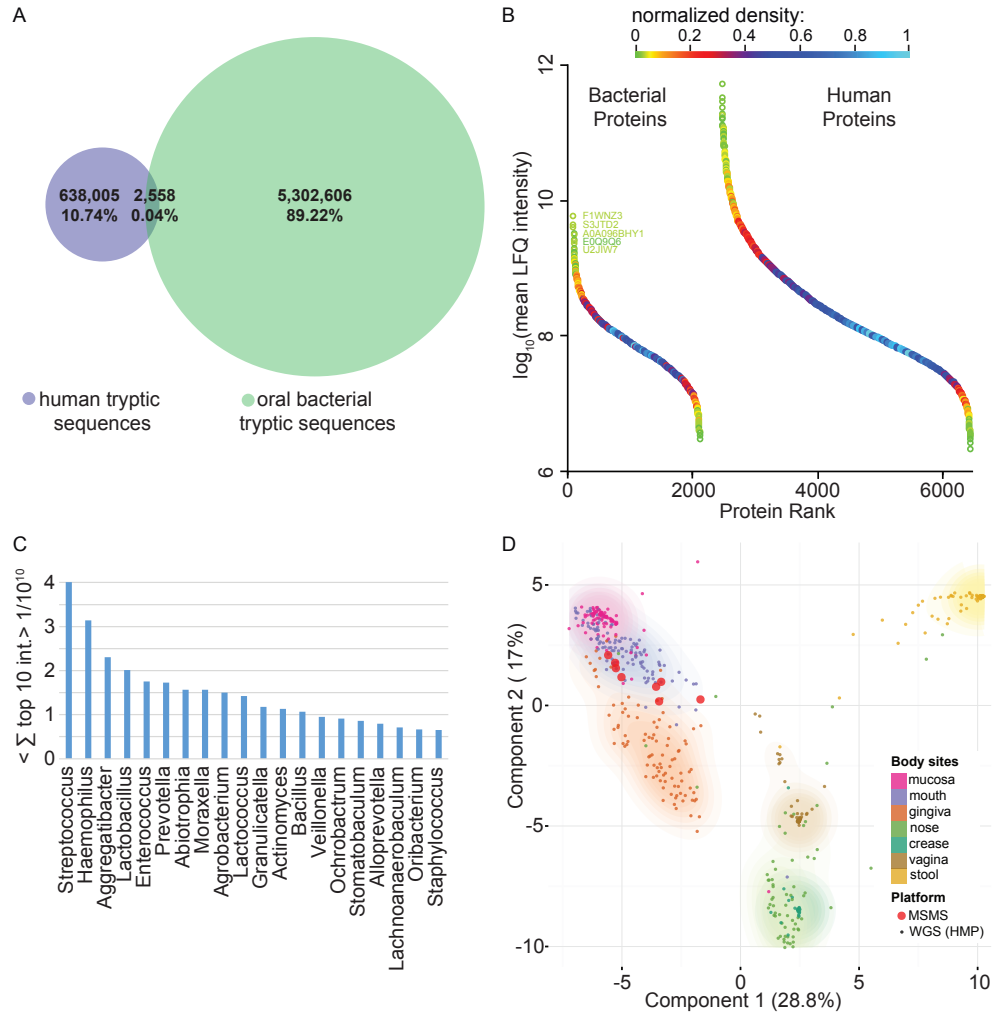 A
638,005
10.74%
2,558
0.04%
5,302,606
89.22%
human tryptic
sequences
oral bacterial
tryptic sequences
B
normalized density:
0 0.2 0.4 0.6 0.8 1
12
10
8
6
log10(mean LFQ intensity)
Bacterial
Proteins
Human
Proteins
F1WNZ3
S3JTD2
A0A096BHY1
E0Q9Q6
U2JIW7
0 2000 4000 6000
Protein Rank
C
< Σ top 10 int.> 1/10^10
4
3
2
1
0
Streptococcus
Haemophilus
Aggregatibacter
Lactobacillus
Enterococcus
Prevotella
Abiotrophia
Moraxella
Agrobacterium
Lactococcus
Granulicatella
Actinomyces
Bacillus
Veillonella
Ochrobactrum
Stomatobaculum
Alloprevotella
Lachnoanaerobaculum
Oribacterium
Staphylococcus
D
Component 2 ( 17%)
5
0
-5
-10
-5 0 5 10
Component 1 (28.8%)
Body sites
mucosa
mouth
gingiva
nose
crease
vagina
stool
Platform
MSMS
WGS (HMP)